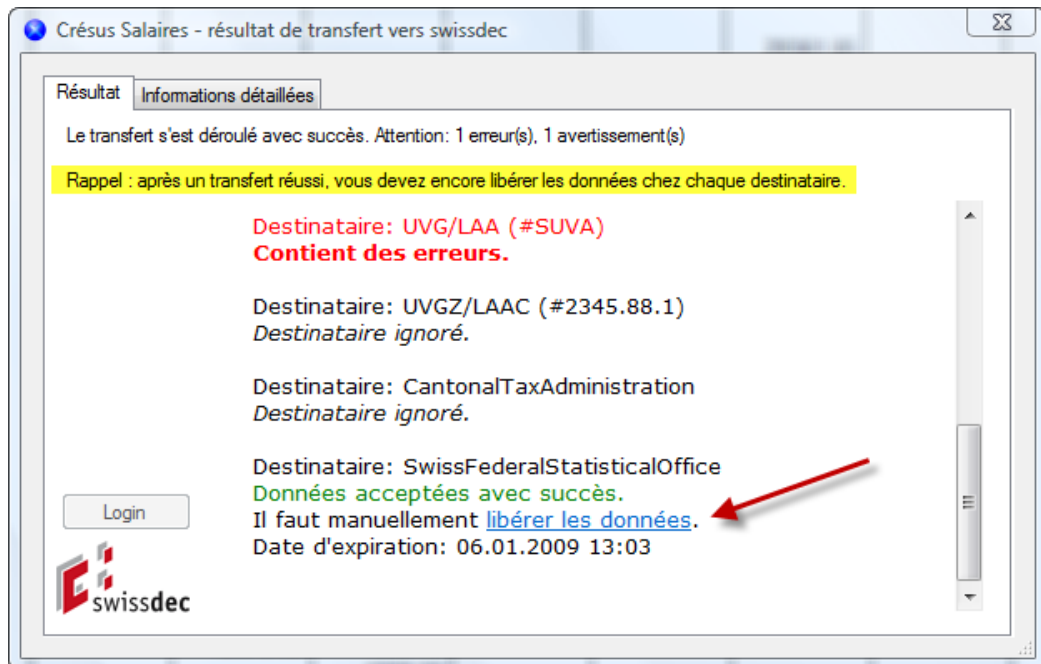 Crésus Salaires - résultat de transfert vers swissdec
Résultat
Informations détaillées
Le transfert s'est déroulé avec succès. Attention: 1 erreur(s), 1 avertissement(s)
Rappel : après un transfert réussi, vous devez encore libérer les données chez chaque destinataire.
Destinataire: UVG/LAA (#SUVA)
Contient des erreurs.
Destinataire: UVGZ/LAAC (#2345.88.1)
Destinataire ignoré.
Destinataire: CantonalTaxAdministration
Destinataire ignoré.
Destinataire: SwissFederalStatisticalOffice
Données acceptées avec succès.
Il faut manuellement libérer les données.
Date d'expiration: 06.01.2009 13:03
Login
swissdec